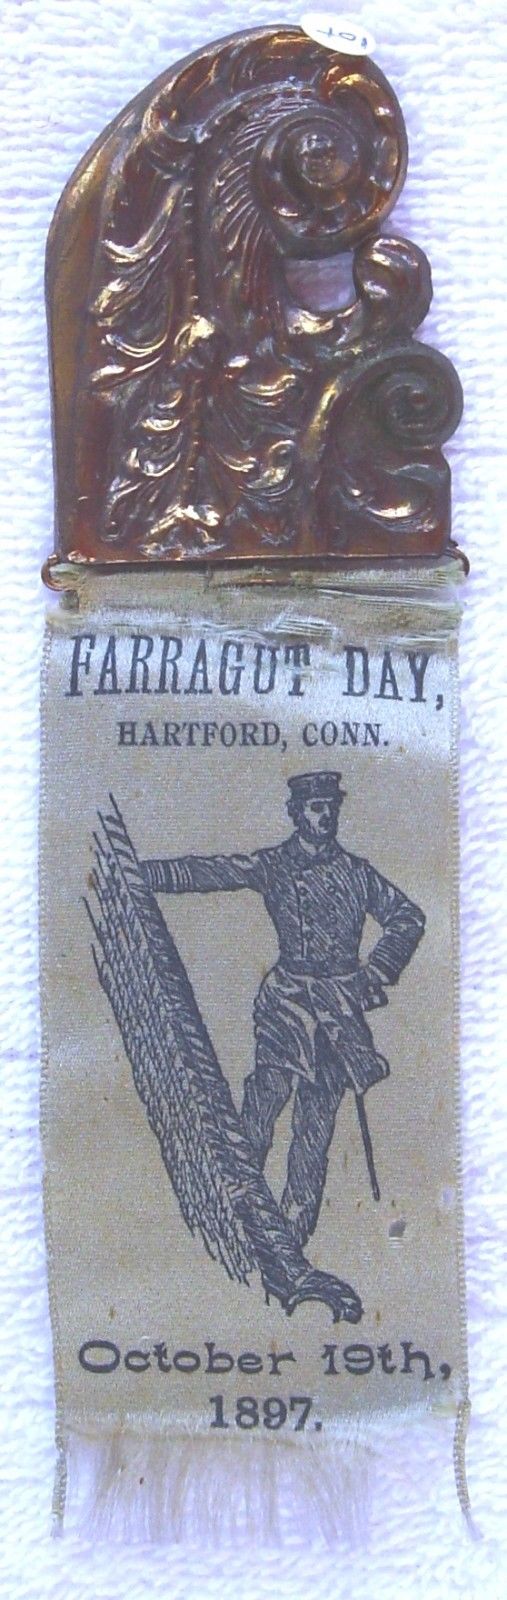 FARRAGUT DAY,
HARTFORD, CONN.
October 19th,
1897.